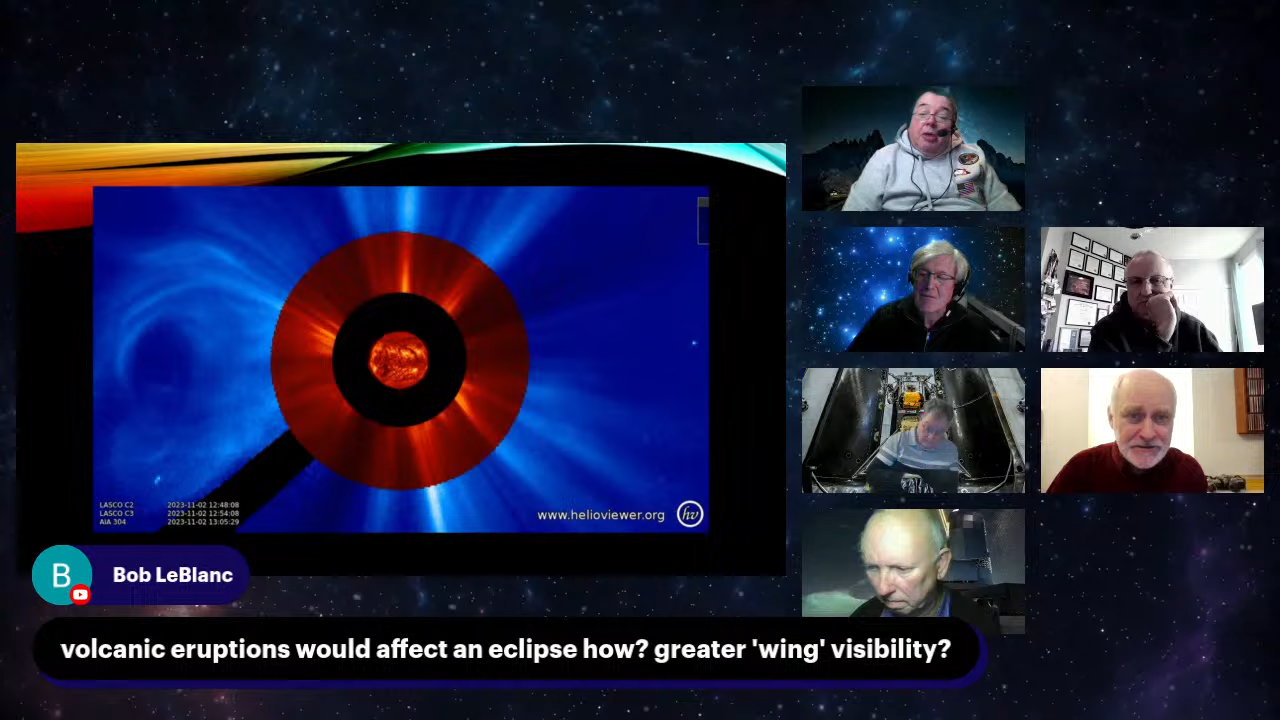 LASCO C2 2023-11-02 12:48:08
LASCO C3 2023-11-02 12:54:08
AIA 304 2023-11-02 13:05:29
www.helioviewer.org
hv
B
Bob LeBlanc
volcanic eruptions would affect an eclipse how? greater 'wing' visibility?